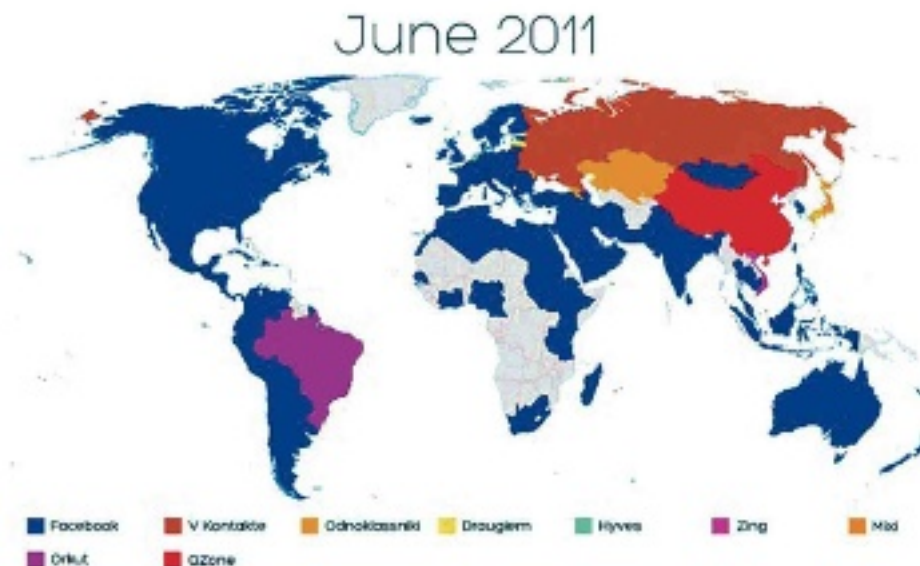 June 2011
Facebook V Kontakte Odnoklassniki Draugiem Hyves Zing Mixi
Orkut QZone